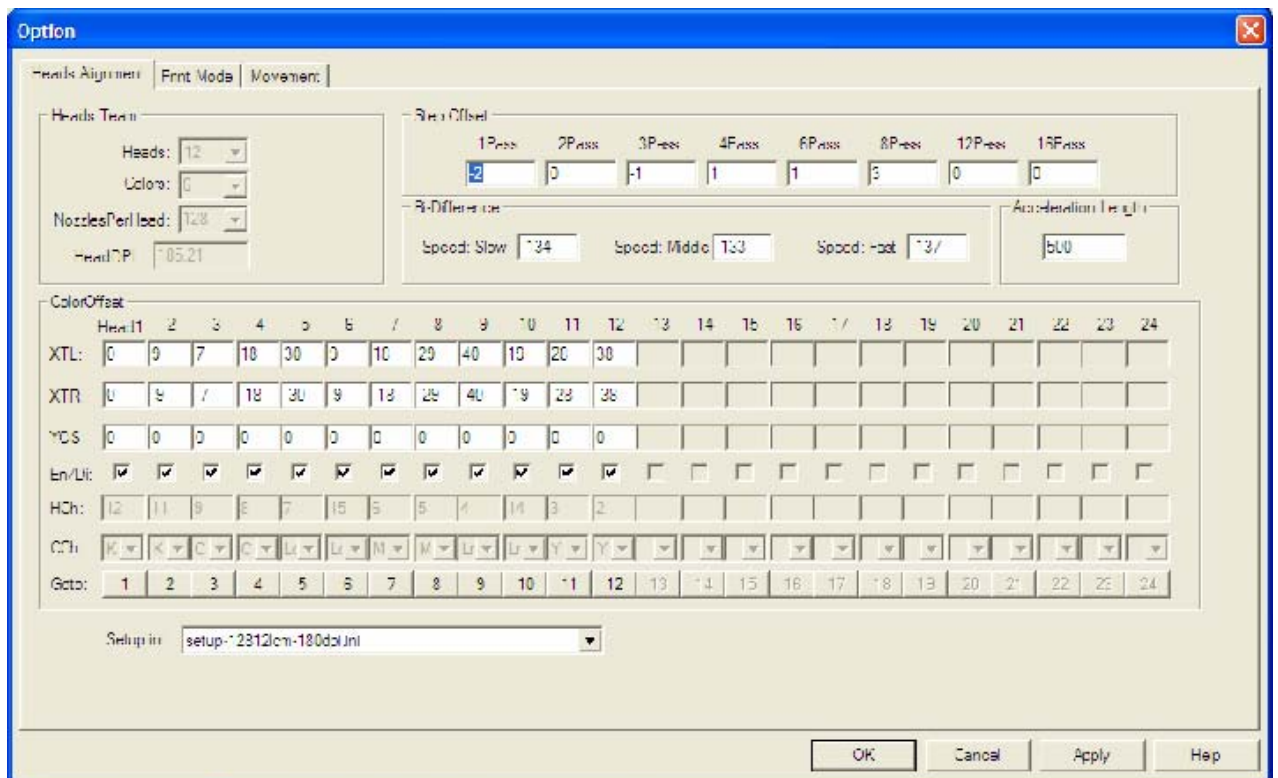 Option
Heads Alignment Print Mode Movement
Heads Team
Heads: 12
Colors: 6
NozzlesPerHead: 128
HeadDPI
Step Offset
1Pass 2Pass 3Pass 4Pass 6Pass 8Pass 12Pass 16Pass
-2 0 -1 1 1 3 0 0
Bi-Difference
Speed: Slow 134 Speed: Middle 133 Speed: Fast 137
Acceleration Length
500
ColorOffset
Head1 2 3 4 5 6 7 8 9 10 11 12 13 14 15 16 17 18 19 20 21 22 23 24
XTL: 0 9 7 18 30 9 29 40 38
XTR 0 9 7 18 30 9 18 29 40 19 28 38
YOS 0 0 0 0 0 0 0 0 0 0 0 0
En/Di:
HCh: 12 11 9 8 7 15 6 5 4 14 3 2
CCh K K C C M M Y Y
Goto: 1 2 3 4 5 6 7 8 9 10 11 12 13 14 15 16 17 18 19 20 21 22 23 24
Setup in
OK Cancel Apply Help